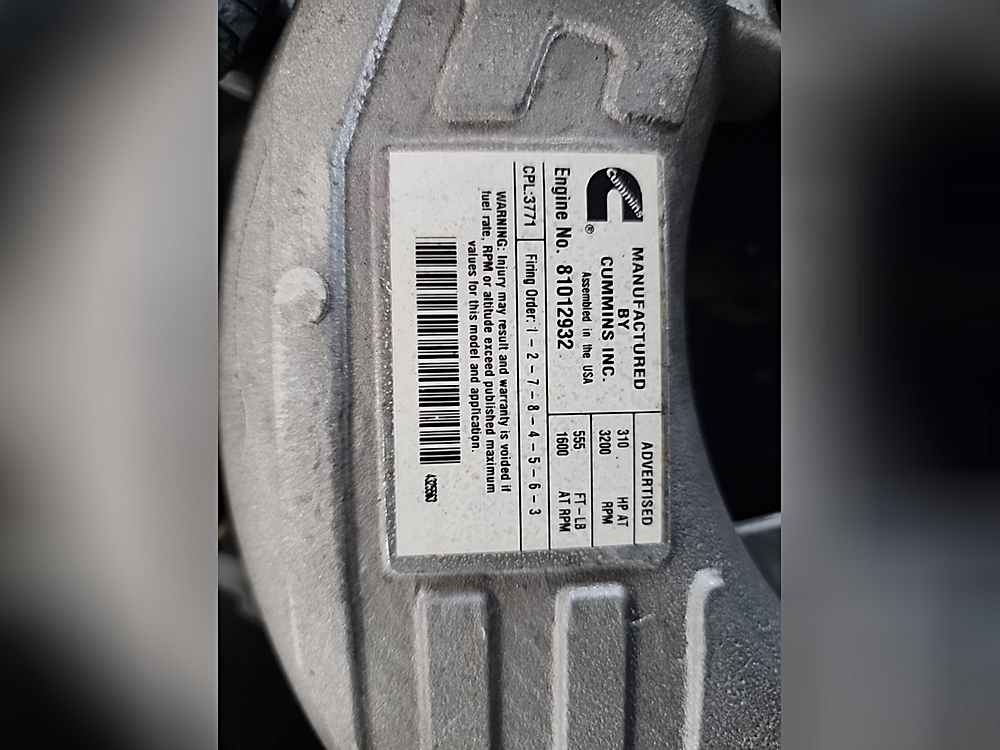 Cummins
®
MANUFACTURED
BY
CUMMINS INC.
Assembled in the USA
Engine No. 81012932
ADVERTISED
310 HP AT
3200 RPM
555 FT-LB
1600 AT RPM
CPL:3771
Firing Order: 1 - 2 - 7 - 8 - 4 - 5 - 6 - 3
WARNING: Injury may result and warranty is voided if
fuel rate, RPM or altitude exceed published maximum
values for this model and application.